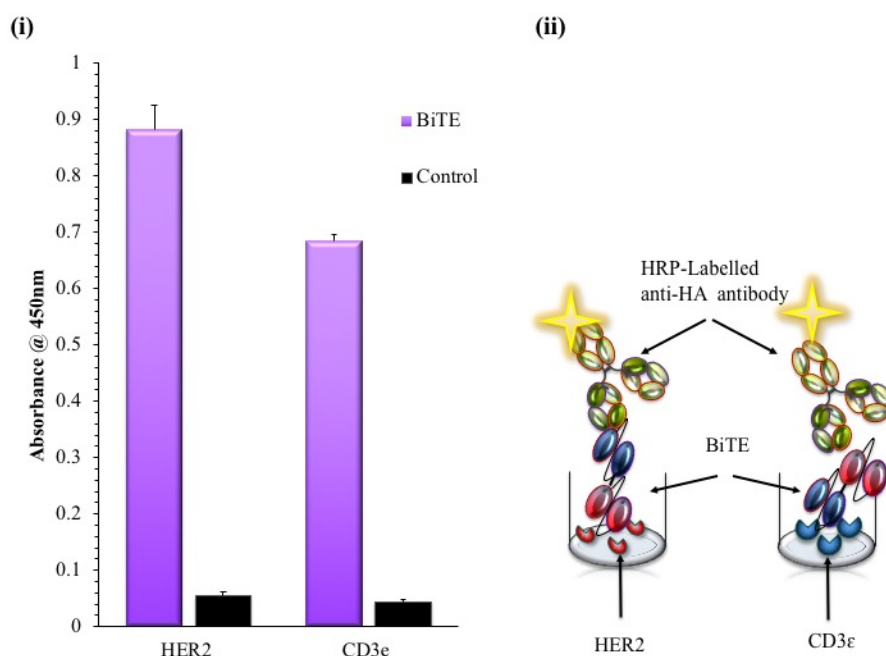 (i)
(ii)
1
0.9
0.8
0.7
0.6
0.5
0.4
0.3
0.2
0.1
0
Absorbance @ 450nm
BiTE
Control
HER2
CD3e
HRP-Labelled
anti-HA antibody
BiTE
HER2
CD3ε